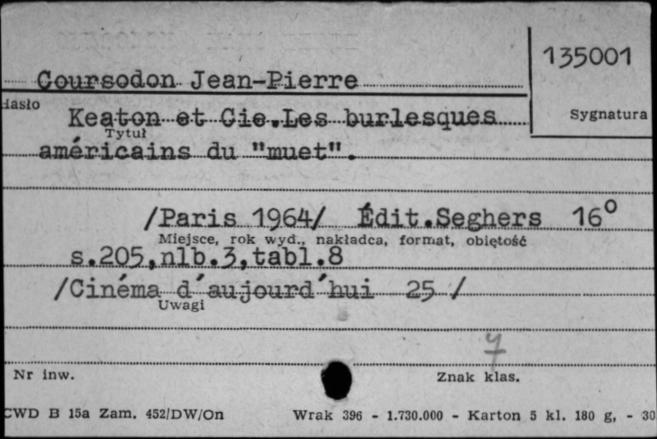 135001
Coursodon Jean-Pierre
Hasło
Keaton et Cie.Les burlesques
Sygnatura
Tytuł
américains du "muet".
/Paris 1964/ Édit.Seghers 16°
Miejsce, rok wyd., nakładca, format, objętość
s.205,nlb.3,tabl.8
/Cinéma d´aujourd´hui 25 /
Uwagi
Nr inw.
Znak klas.
CWD B 15a Zam. 452/DW/On Wrak 396 - 1.730.000 - Karton 5 kl. 180 g, - 30